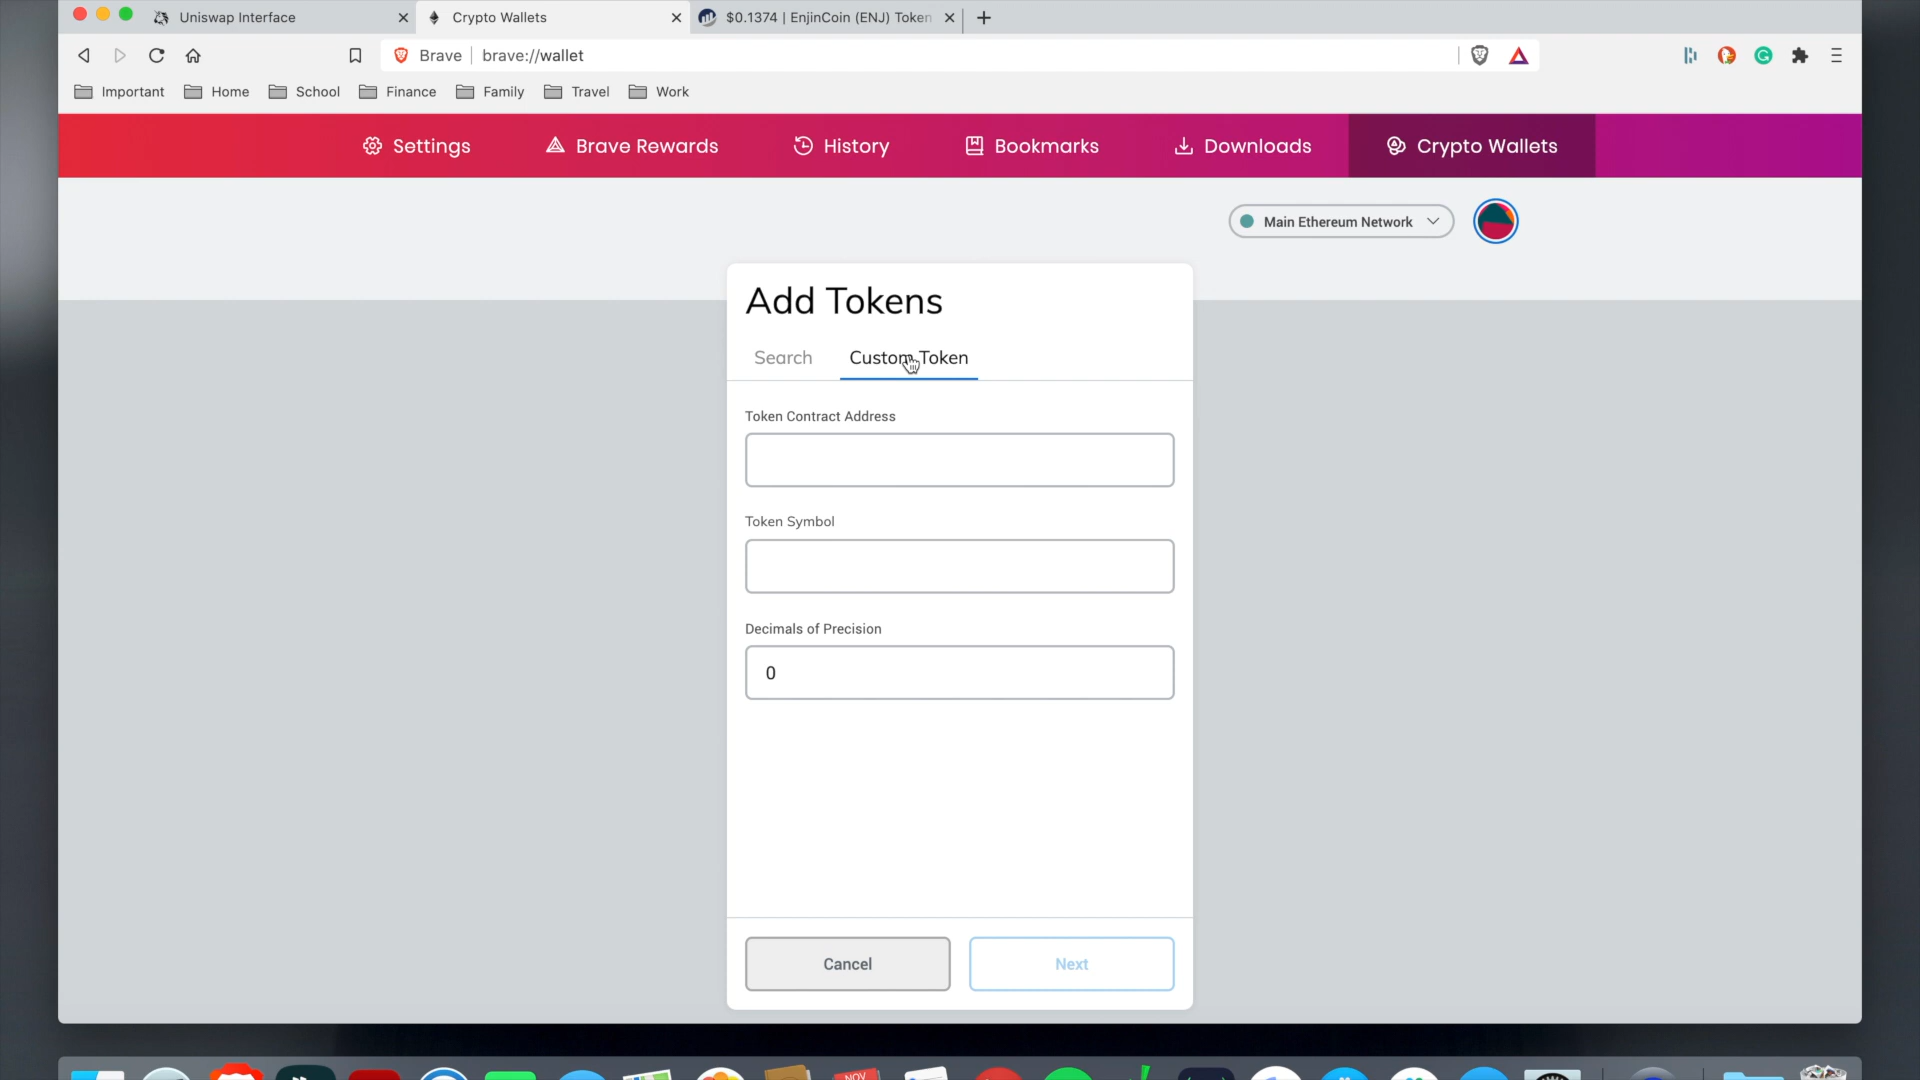 Uniswap Interface
Crypto Wallets
$0.1374 | EnjinCoin (ENJ) Token
Brave
brave://wallet
Important
Home
School
Finance
Family
Travel
Work
Settings
Brave Rewards
History
Bookmarks
Downloads
Crypto Wallets
Main Ethereum Network
Add Tokens
Search
Custom Token
Token Contract Address
Token Symbol
Decimals of Precision
0
Cancel
Next
NOV